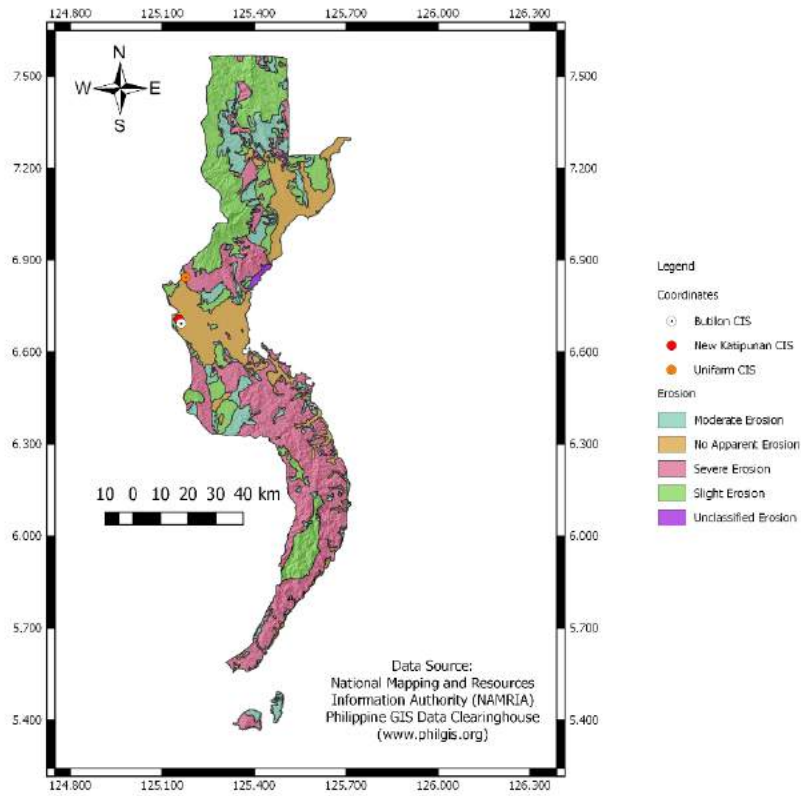 124.800 125.100 125.400 125.700 126.000 126.300
N
W E
S
7.500 7.500
7.200 7.200
6.900 6.900
6.600 6.600
6.300 6.300
6.000 6.000
5.700 5.700
5.400 5.400
10 0 10 20 30 40 km
Data Source:
National Mapping and Resources
Information Authority (NAMRIA)
Philippine GIS Data Clearinghouse
(www.philgis.org)
124.800 125.100 125.400 125.700 126.000 126.300
Legend
Coordinates
Butilon CIS
New Katipunan CIS
Unifarm CIS
Erosion
Moderate Erosion
No Apparent Erosion
Severe Erosion
Slight Erosion
Unclassified Erosion